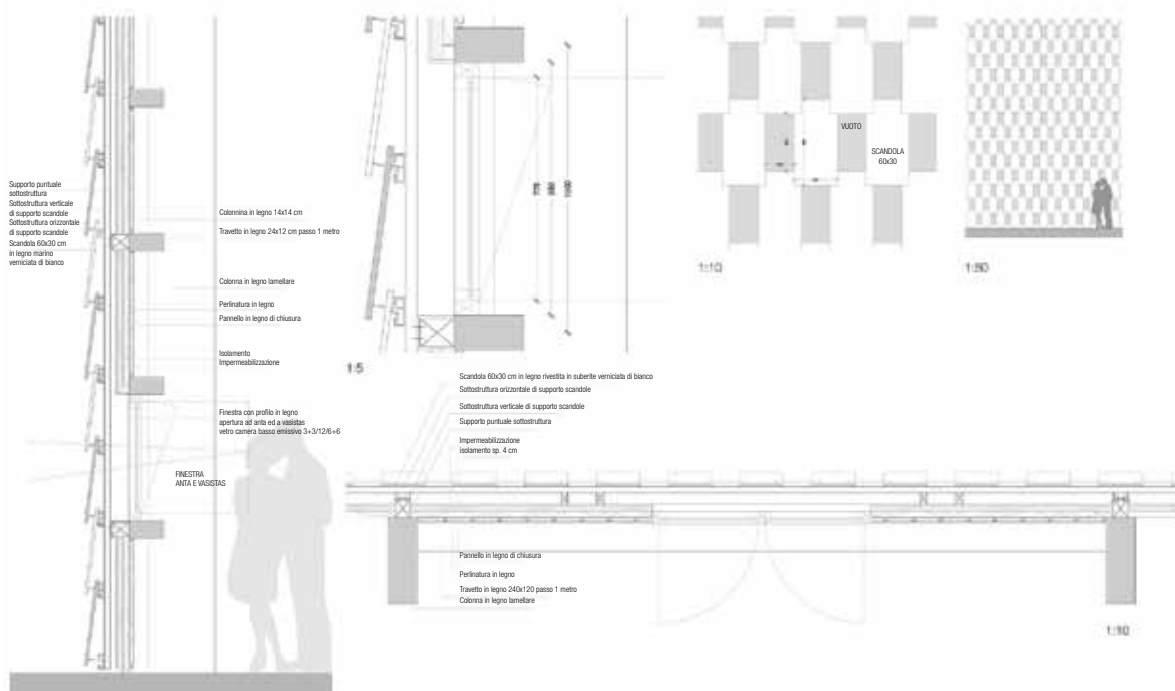 Supporto puntuale
sottostruttura
Sottostruttura verticale
di supporto scandole
Sottostruttura orizzontale
di supporto scandole
Scandola 60x30 cm
in legno marino
verniciata di bianco
Colonnina in legno 14x14 cm
Travetto in legno 24x12 cm passo 1 metro
Colonna in legno lamellare
Perlinatura in legno
Pannello in legno di chiusura
Isolamento
Impermeabilizzazione
Finestra con profilo in legno
apertura ad anta ed a vasistas
vetro camera basso emissivo 3+3/12/6+6
FINESTRA
ANTA E VASISTAS
1:5
VUOTO
SCANDOLA
60x30
1:10
1:50
Scandola 60x30 cm in legno rivestita in suberite verniciata di bianco
Sottostruttura orizzontale di supporto scandole
Sottostruttura verticale di supporto scandole
Supporto puntuale sottostruttura
Impermeabilizzazione
isolamento sp. 4 cm
Pannello in legno di chiusura
Perlinatura in legno
Travetto in legno 240x120 passo 1 metro
Colonna in legno lamellare
1:10